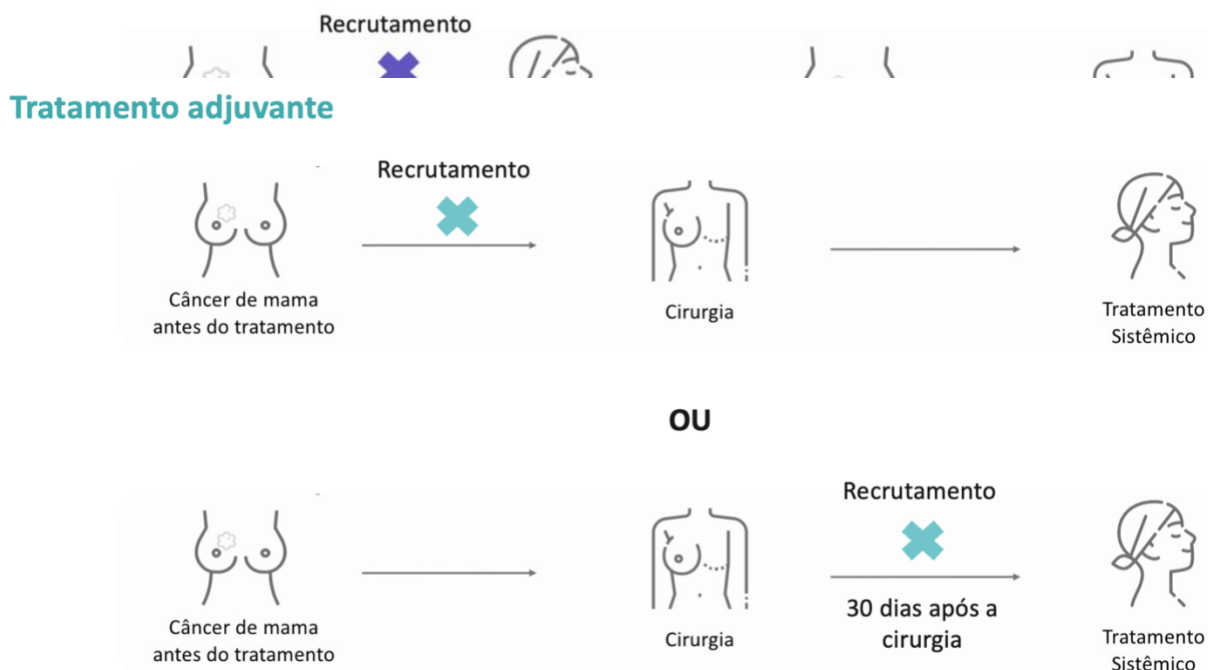 Recrutamento
Tratamento adjuvante
Recrutamento
Câncer de mama
antes do tratamento
Cirurgia
Tratamento
Sistêmico
OU
Recrutamento
30 dias após a
cirurgia
Câncer de mama
antes do tratamento
Cirurgia
Tratamento
Sistêmico